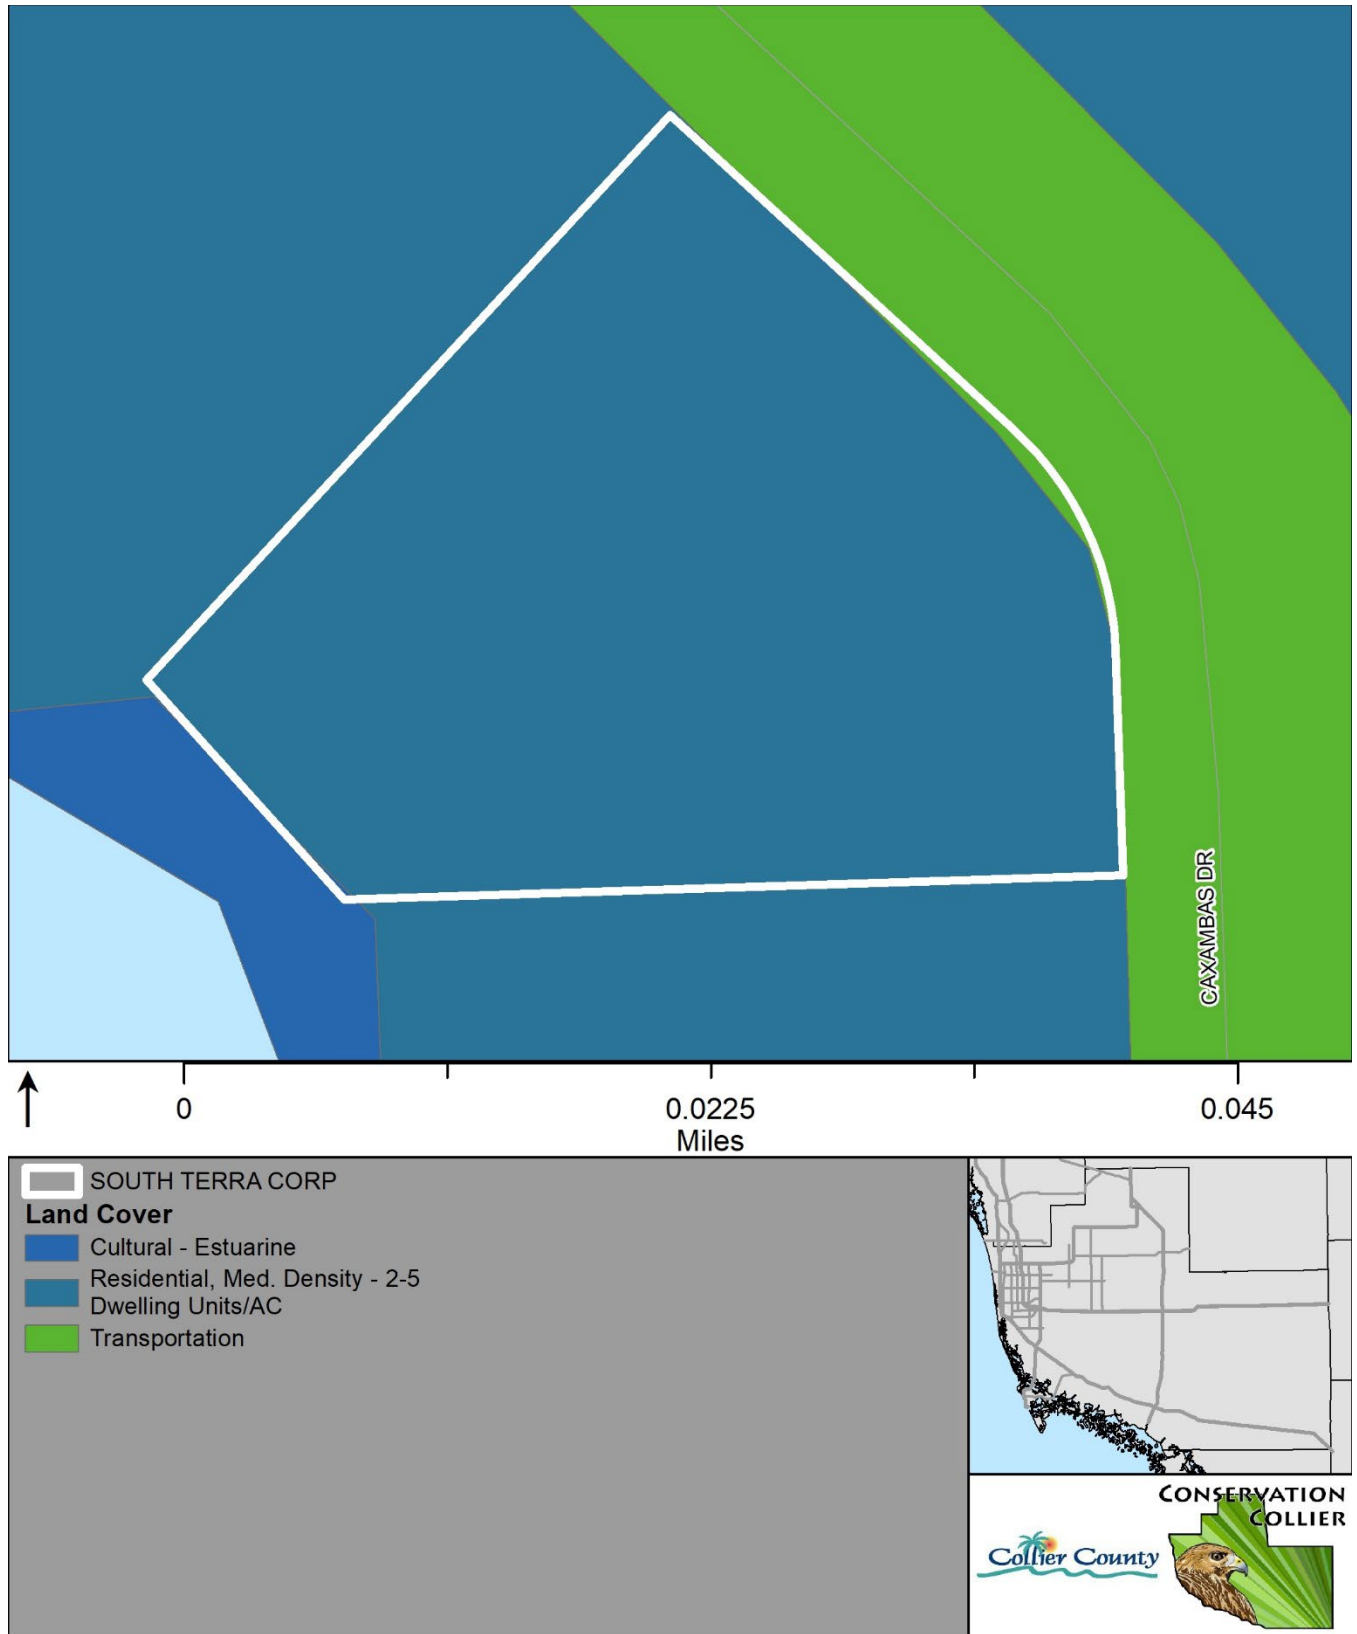 CAXAMBAS DR
0 0.0225 0.045
Miles
SOUTH TERRA CORP
Land Cover
Cultural - Estuarine
Residential, Med. Density - 2-5
Dwelling Units/AC
Transportation
CONSERVATION
COLLIER
Collier County